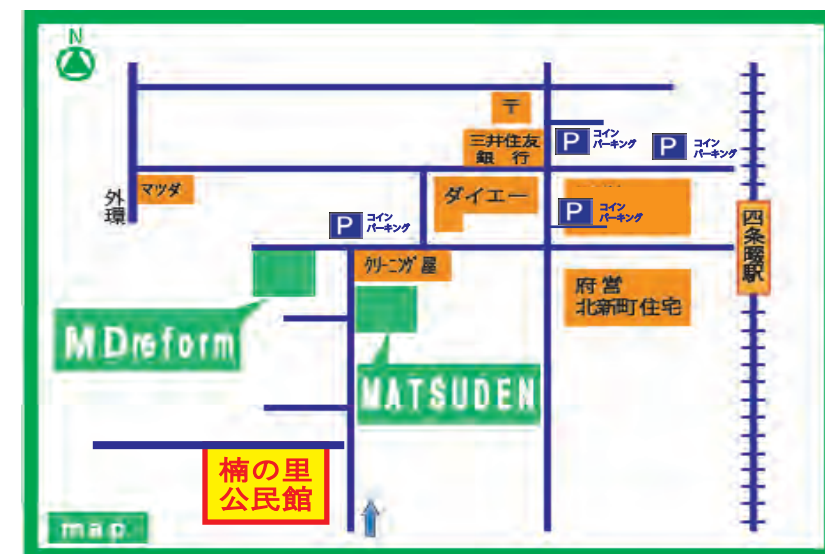 N
〒
三井住友
銀 行
P コイン
パーキング
P コイン
パーキング
外環
マツダ
ダイエー
P コイン
パーキング
P コイン
パーキング
四条畷駅
クリーニング屋
府営
北新町住宅
MDreform
MATSUDEN
楠の里
公民館
map